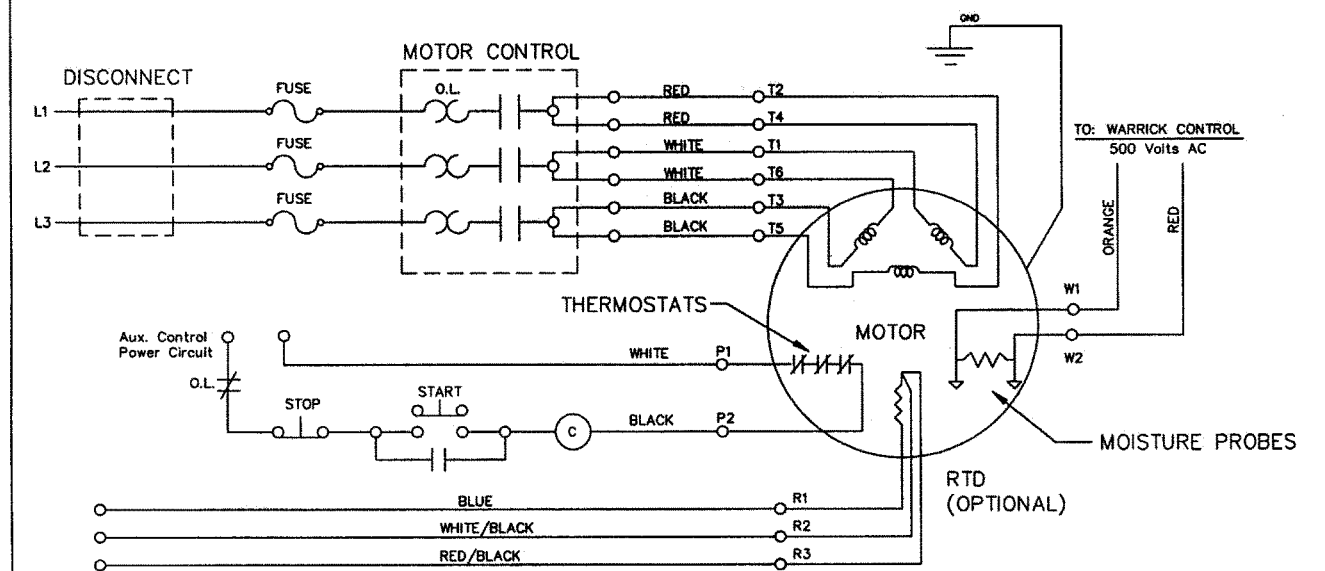 GND
MOTOR CONTROL
DISCONNECT
FUSE
O.L.
RED
T2
L1
RED
T4
TO: WARRICK CONTROL
500 Volts AC
FUSE
WHITE
T1
L2
WHITE
T6
FUSE
BLACK
T3
L3
BLACK
T5
ORANGE
RED
W1
THERMOSTATS
MOTOR
Aux. Control
Power Circuit
WHITE
P1
W2
O.L.
START
STOP
BLACK
P2
C
MOISTURE PROBES
RTD
(OPTIONAL)
BLUE
R1
WHITE/BLACK
R2
RED/BLACK
R3